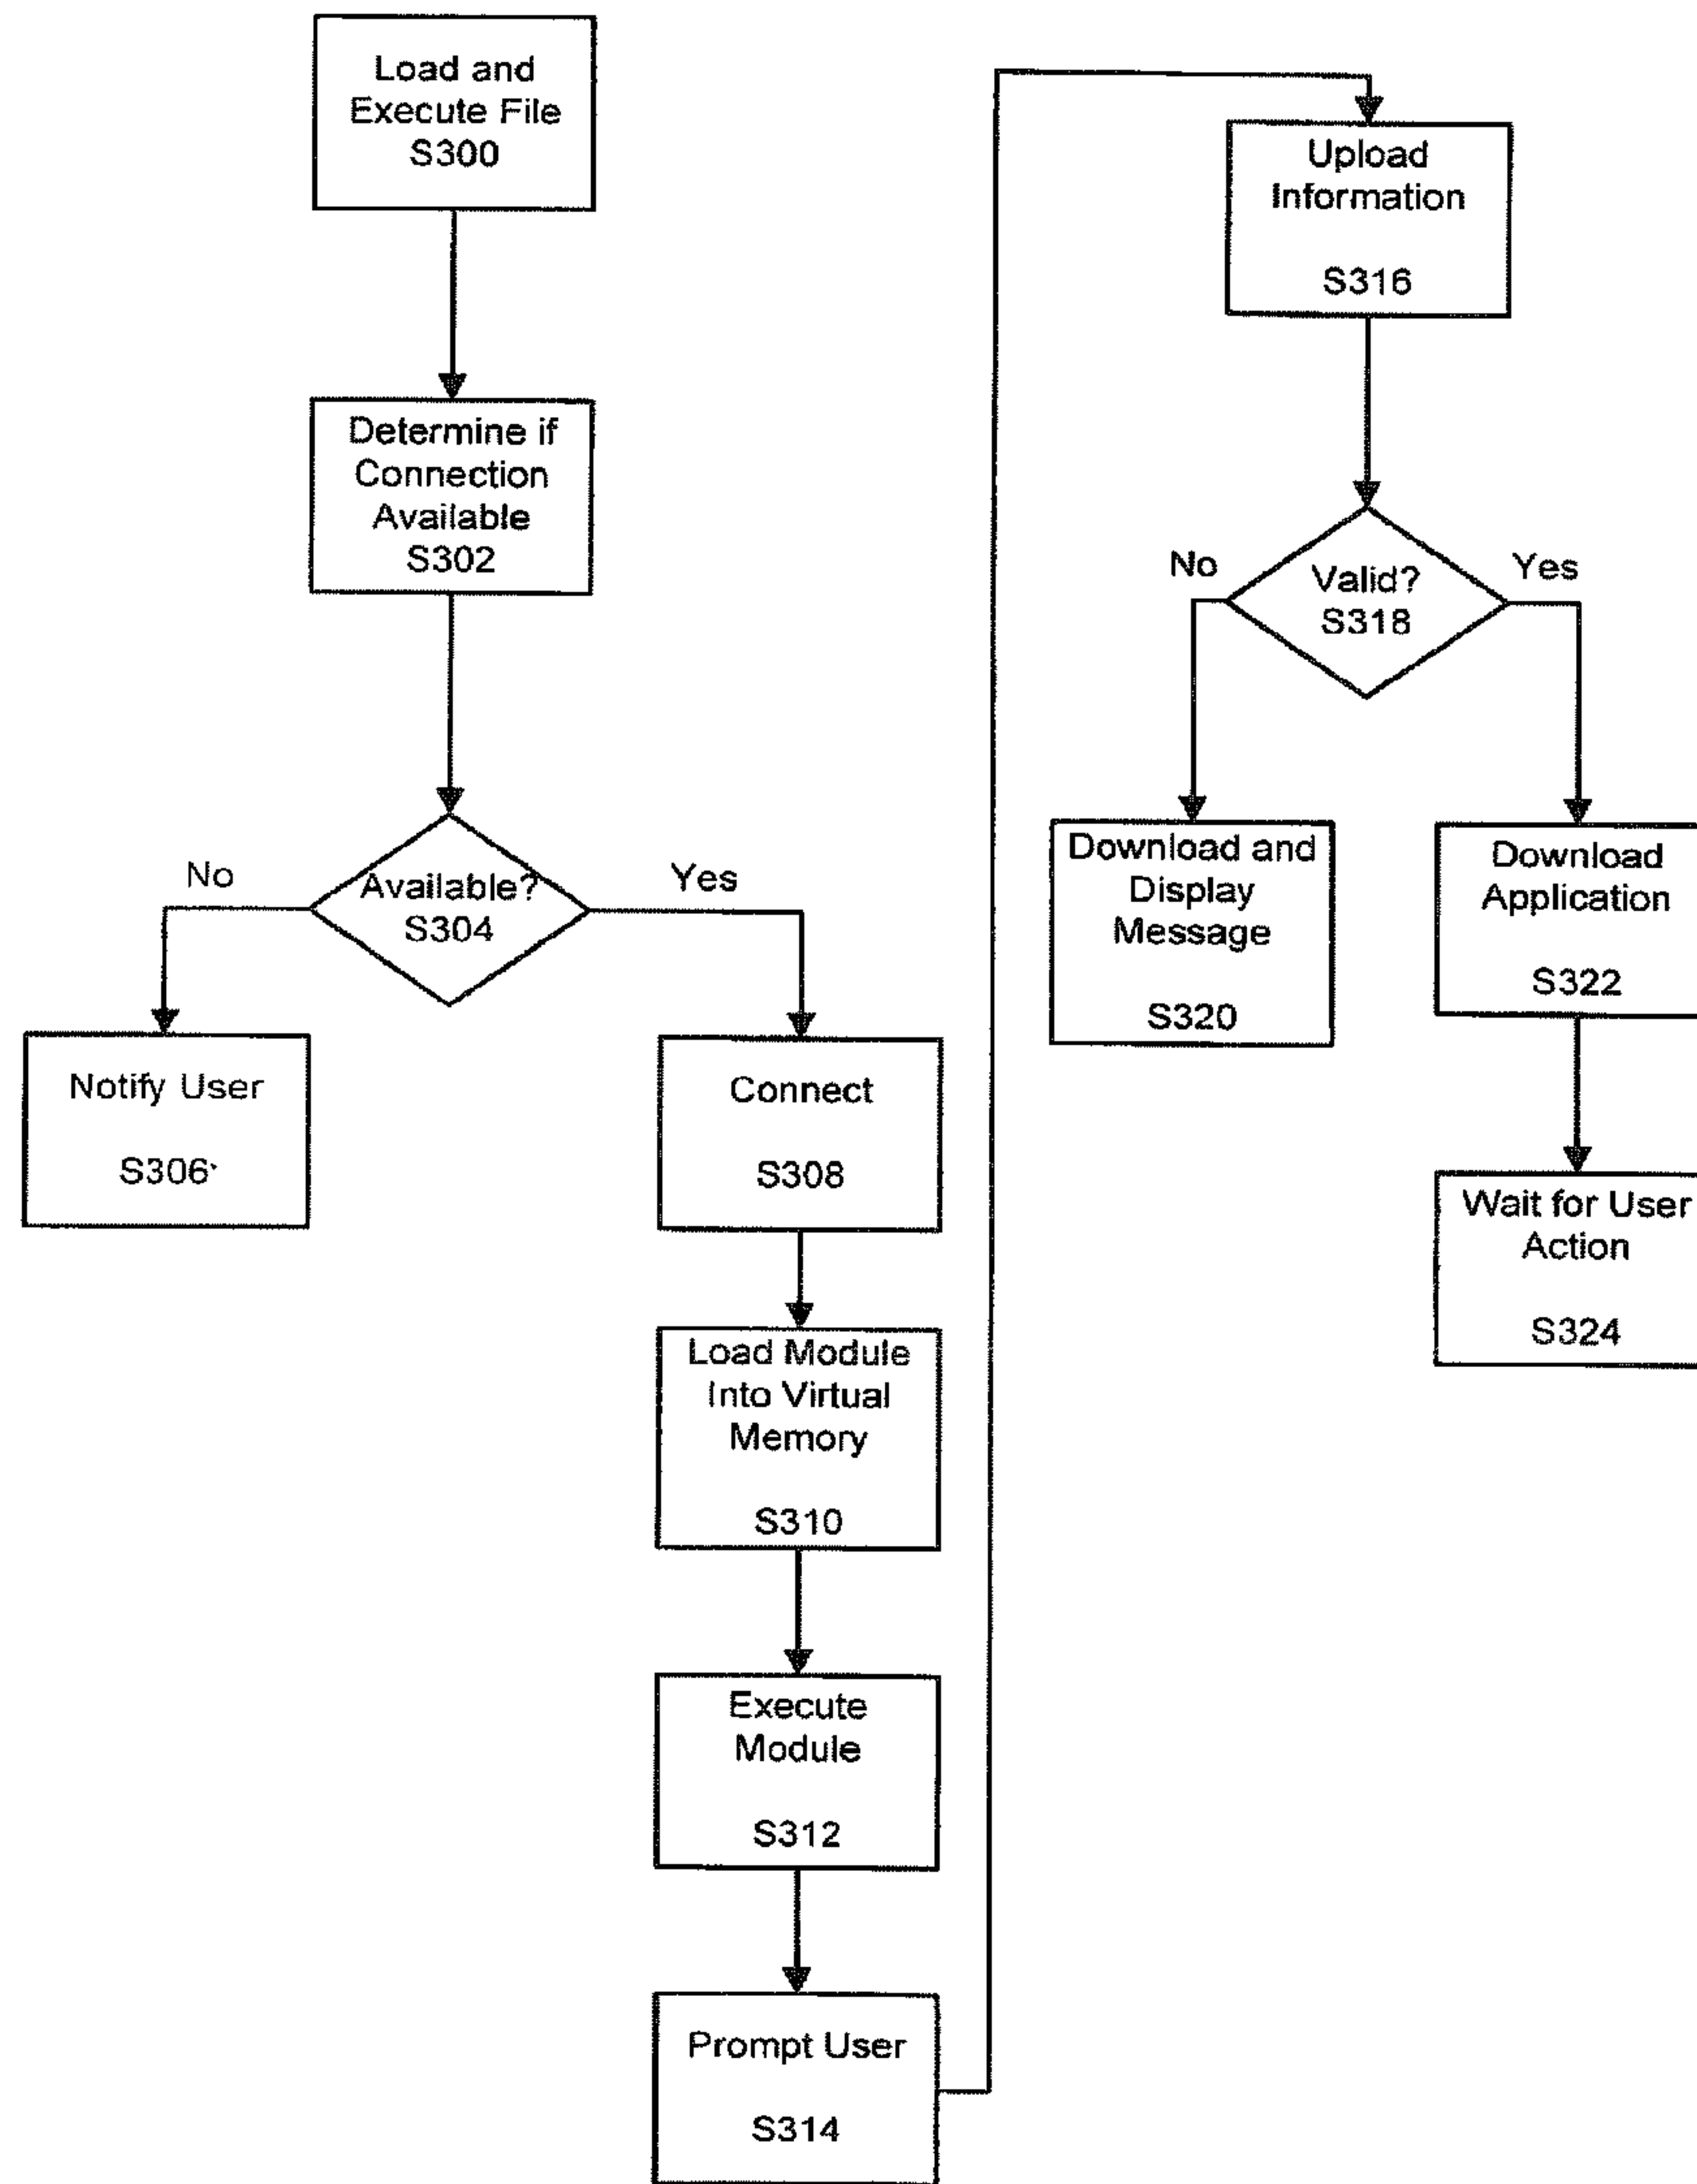 Load and
Execute File
S300
Determine if
Connection
Available
S302
Available?
S304
No
Yes
Notify User
S306
Connect
S308
Load Module
Into Virtual
Memory
S310
Execute
Module
S312
Prompt User
S314
Upload
Information
S316
Valid?
S318
No
Yes
Download and
Display
Message
S320
Download
Application
S322
Wait for User
Action
S324